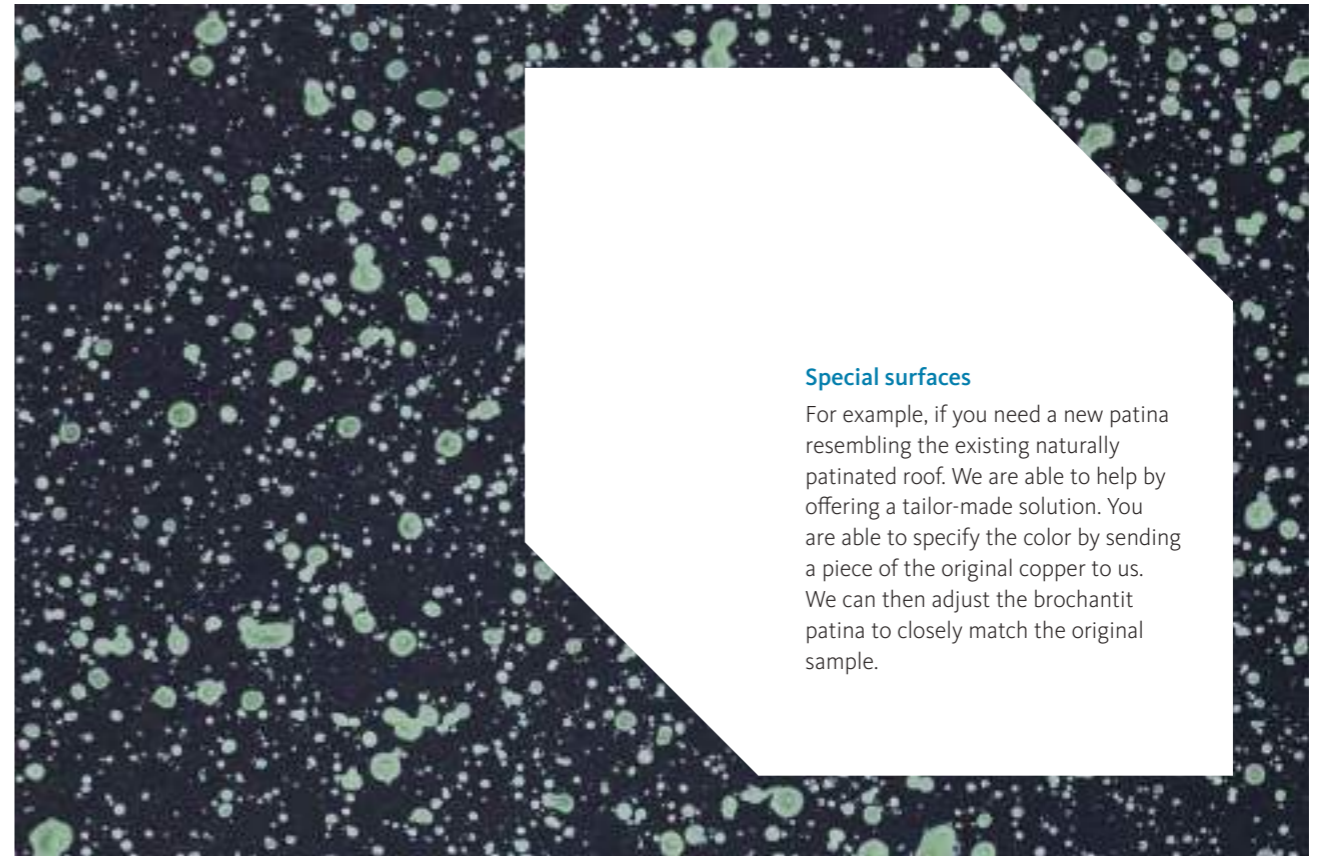 Special surfaces
For example, if you need a new patina
resembling the existing naturally
patinated roof. We are able to help by
offering a tailor-made solution. You
are able to specify the color by sending
a piece of the original copper to us.
We can then adjust the brochantit
patina to closely match the original
sample.